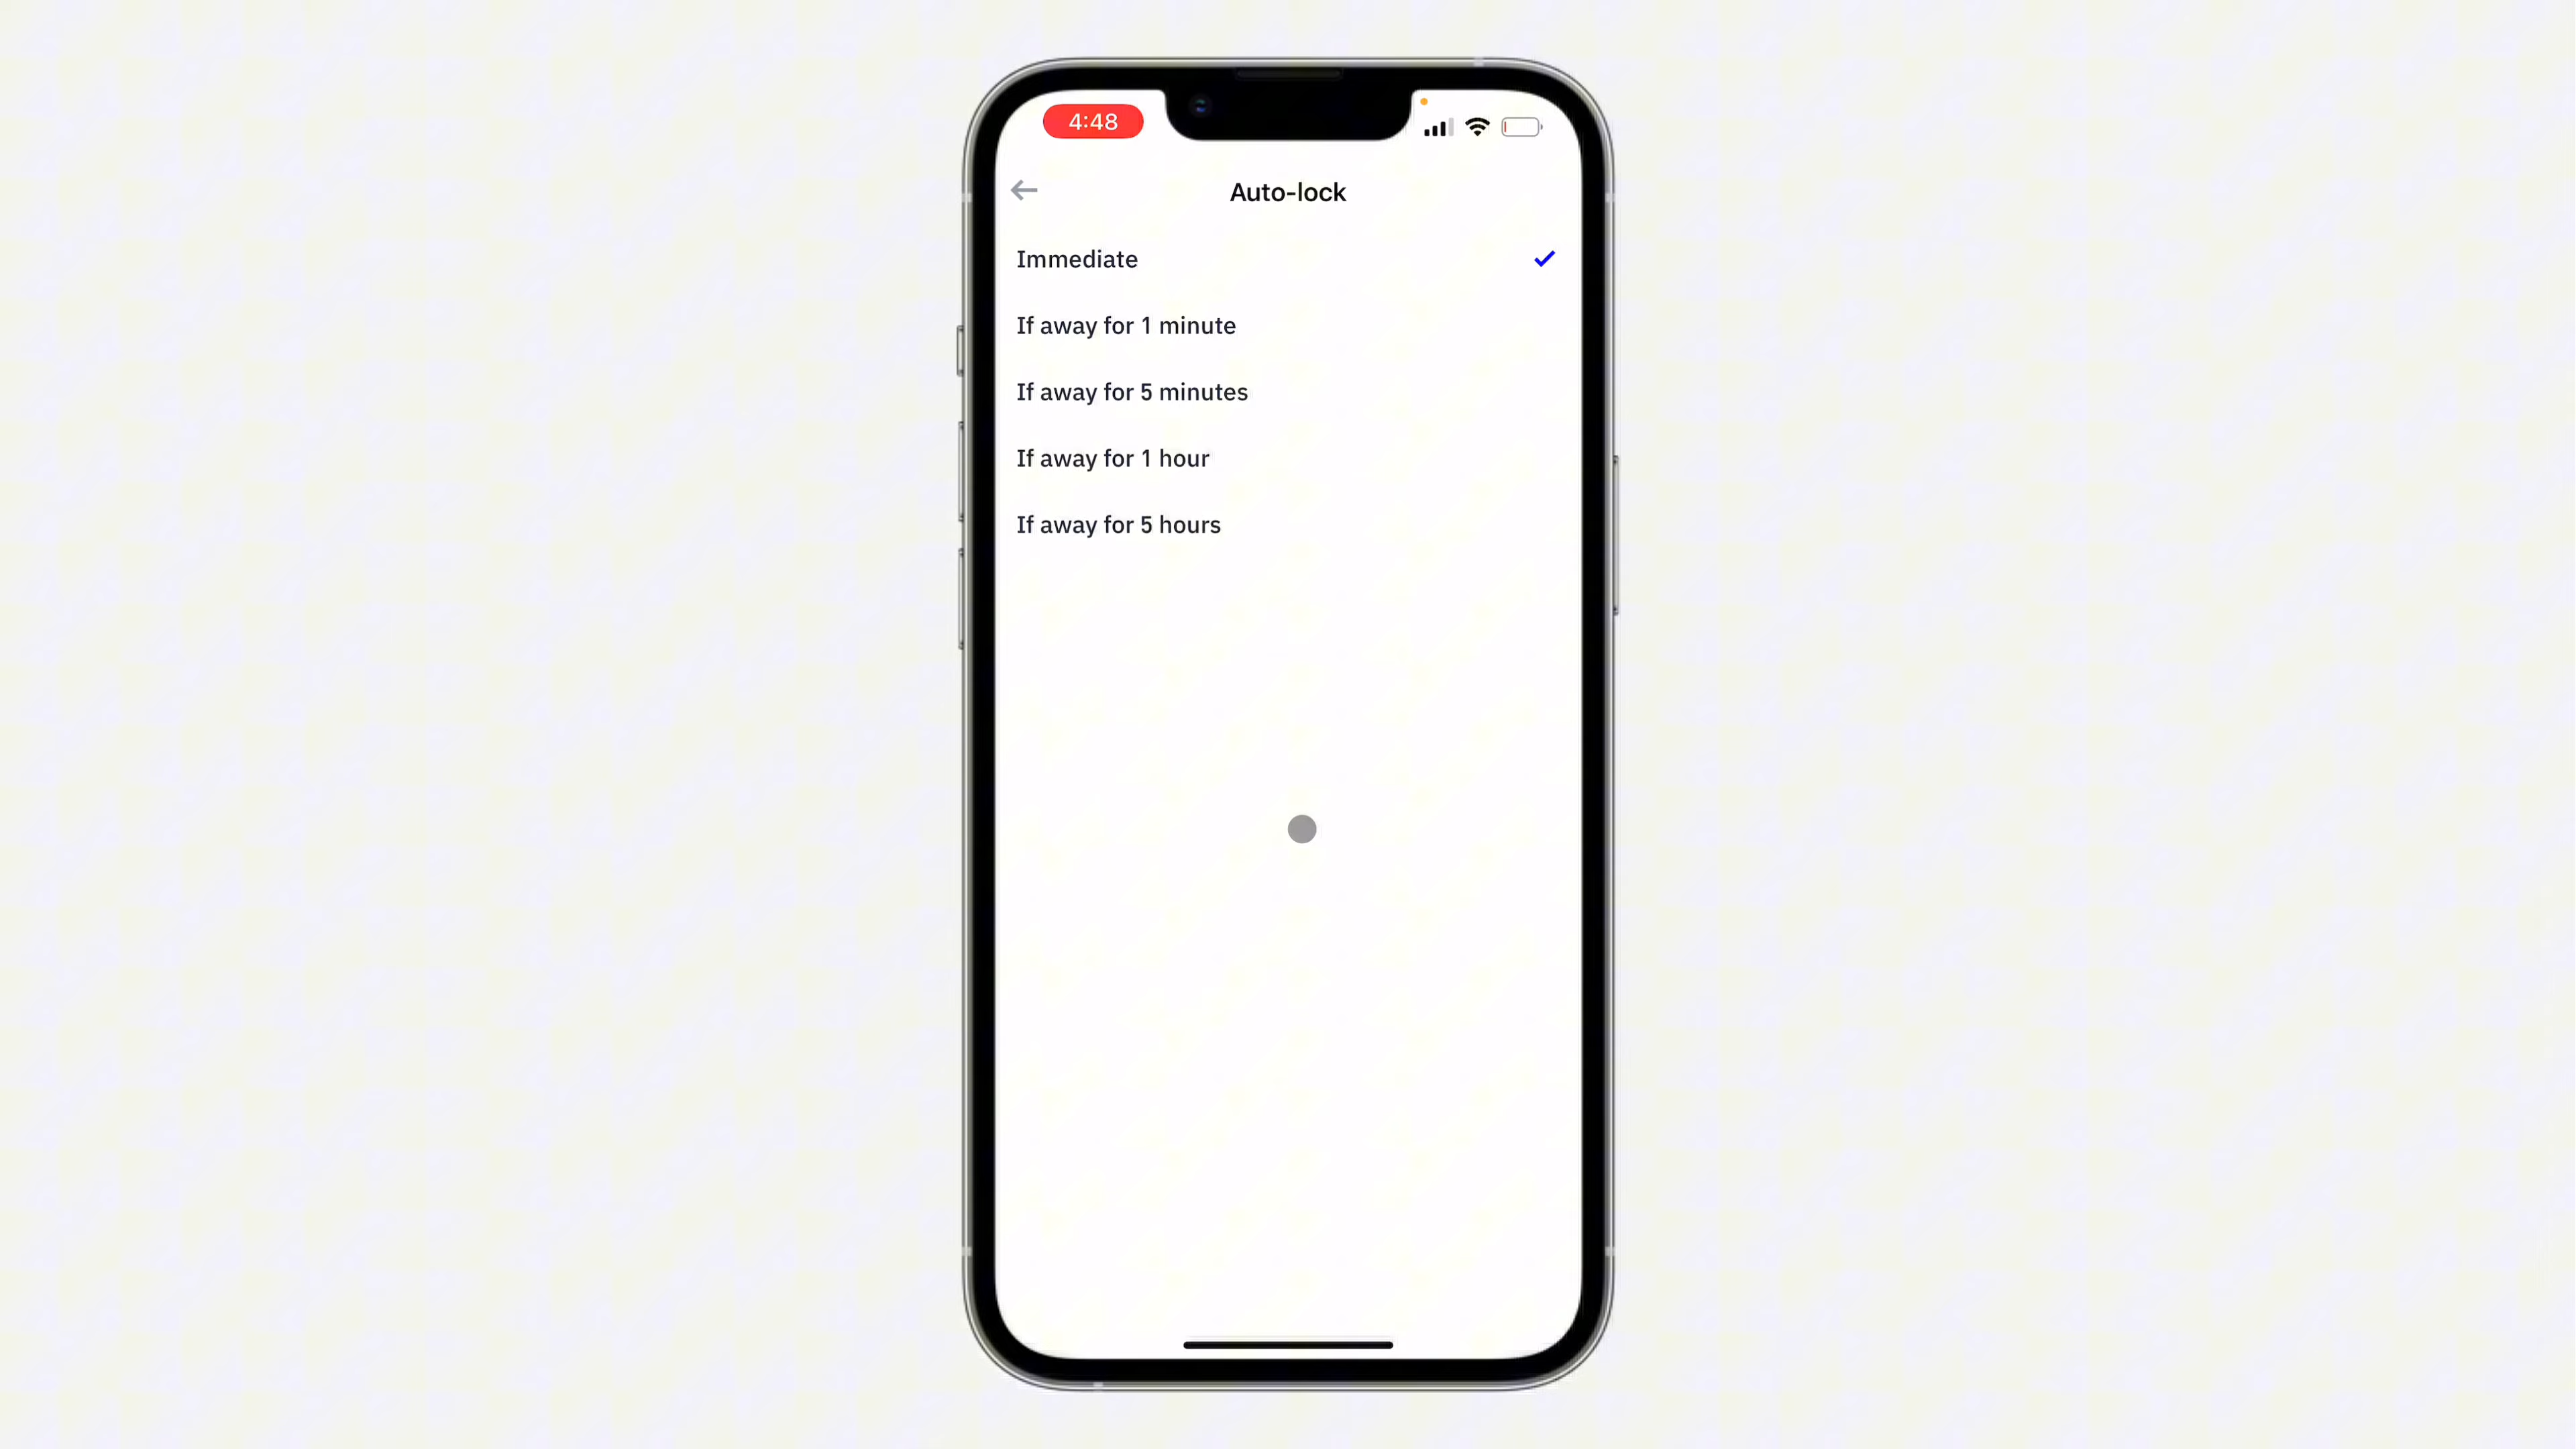 4:48
Auto-lock
Immediate
If away for 1 minute
If away for 5 minutes
If away for 1 hour
If away for 5 hours